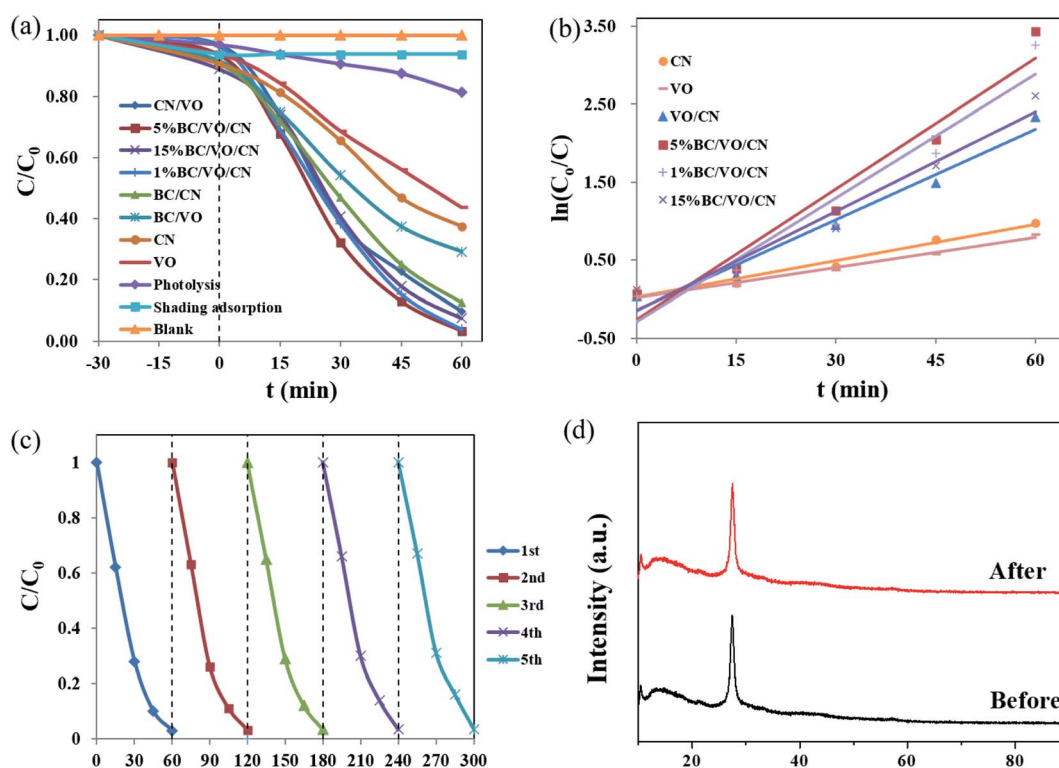 (a)
1.00
0.80
0.60
0.40
0.20
0.00
C/C0
CN/VO
5%BC/VO/CN
15%BC/VO/CN
1%BC/VO/CN
BC/CN
BC/VO
CN
VO
Photolysis
Shading adsorption
Blank
-30 -15 0 15 30 45 60
t (min)
(b)
3.50
2.50
1.50
0.50
-0.50
ln(C0/C)
CN
VO
VO/CN
5%BC/VO/CN
1%BC/VO/CN
15%BC/VO/CN
0 15 30 45 60
t (min)
(c)
1
0.8
0.6
0.4
0.2
0
C/C0
1st
2nd
3rd
4th
5th
0 30 60 90 120 150 180 210 240 270 300
(d)
Intensity (a.u.)
After
Before
20 40 60 80